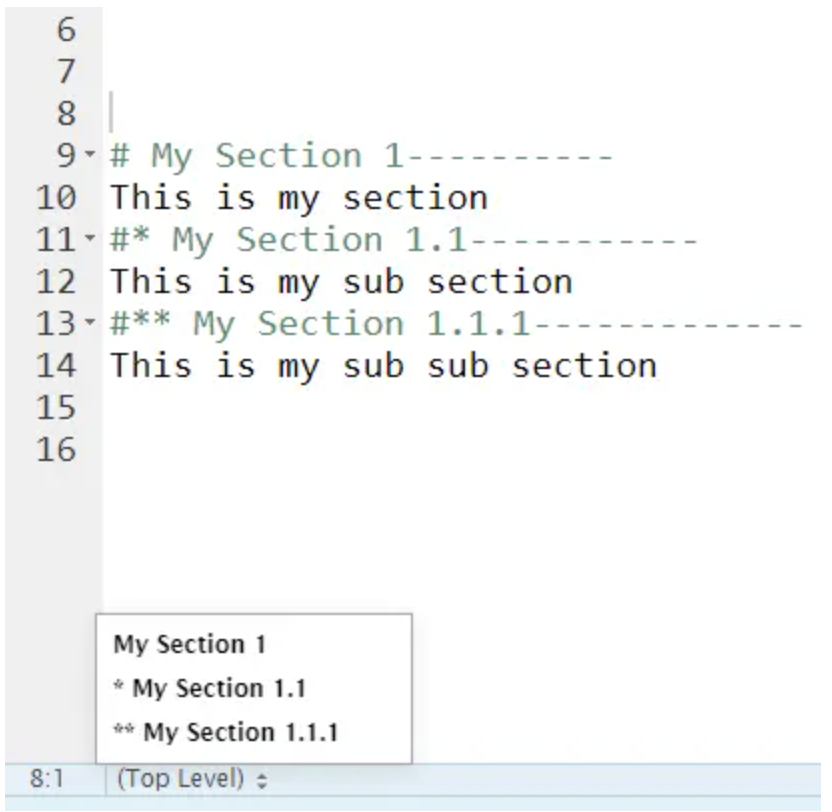 6
7
8
9 # My Section 1----------
10 This is my section
11 #* My Section 1.1-----------
12 This is my sub section
13 #** My Section 1.1.1-------------
14 This is my sub sub section
15
16
My Section 1
* My Section 1.1
** My Section 1.1.1
8:1 (Top Level)